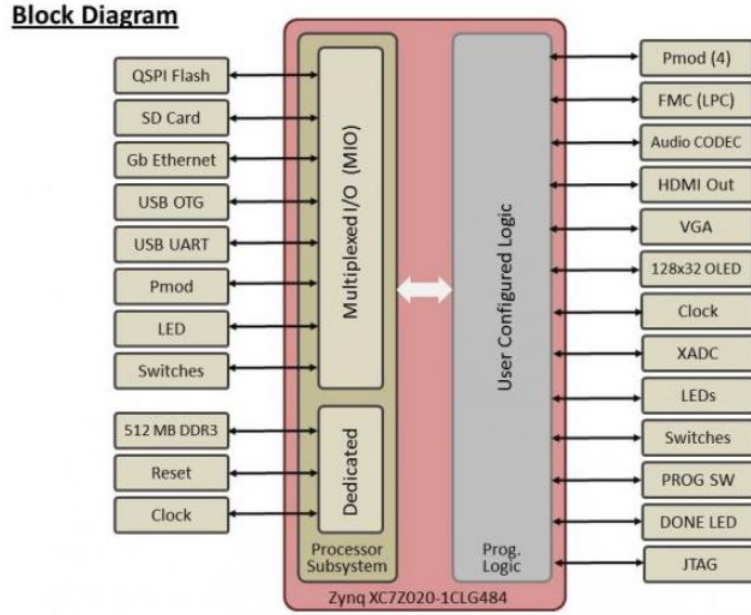 Block Diagram
QSPI Flash
SD Card
Gb Ethernet
USB OTG
USB UART
Pmod
LED
Switches
512 MB DDR3
Reset
Clock
Multiplexed I/O (MIO)
Dedicated
Processor
Subsystem
User Configured Logic
Prog.
Logic
Zynq XC7Z020-1CLG484
Pmod (4)
FMC (LPC)
Audio CODEC
HDMI Out
VGA
128x32 OLED
Clock
XADC
LEDs
Switches
PROG SW
DONE LED
JTAG